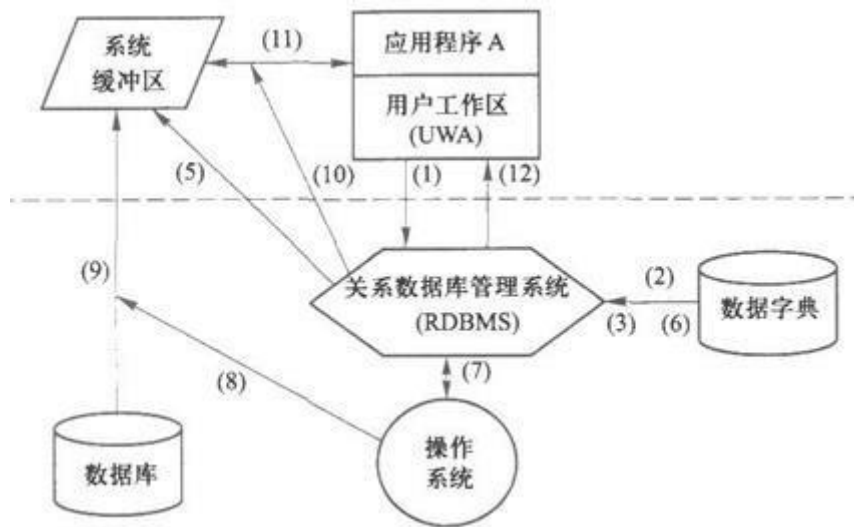 系统
缓冲区
(11)
应用程序 A
用户工作区
(UWA)
(5)
(10)
(1)
(12)
(9)
关系数据库管理系统
(RDBMS)
(2)
(3)
(6)
数据字典
(8)
(7)
数据库
操作
系统